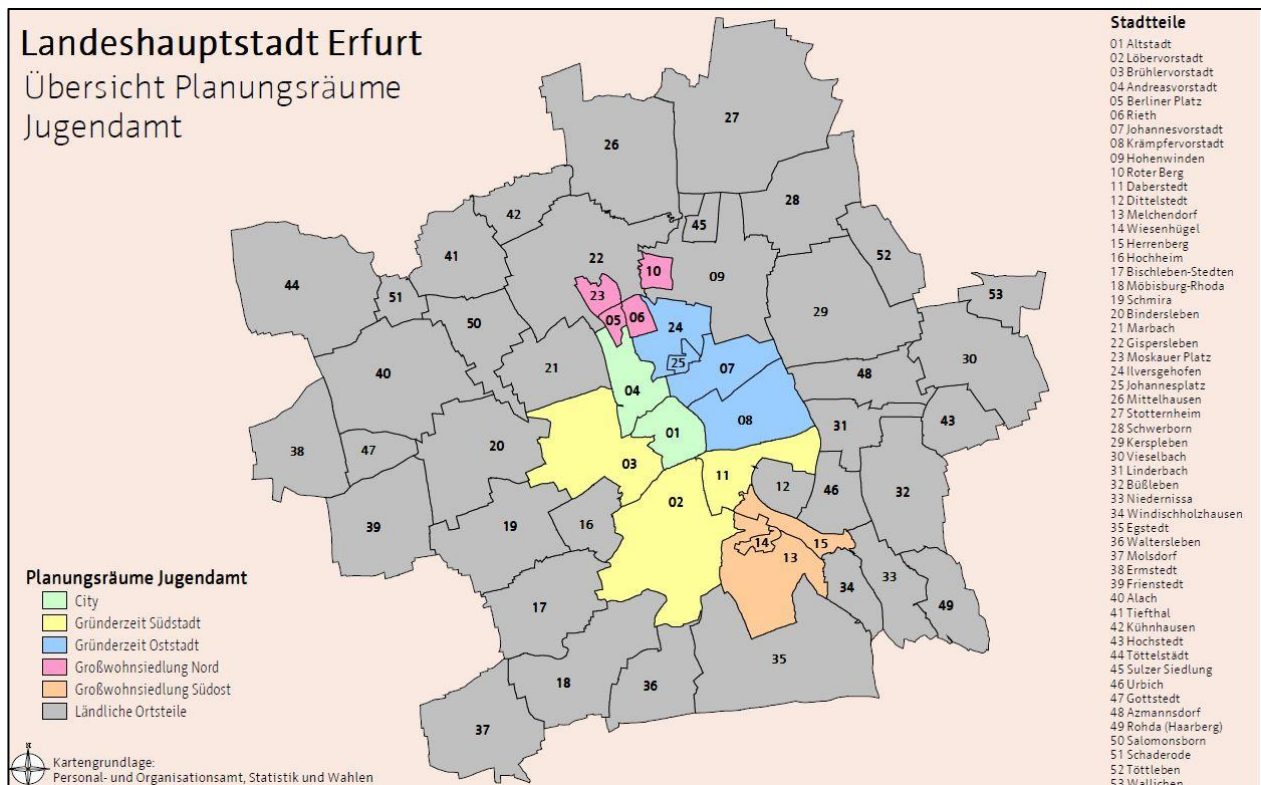 Landeshauptstadt Erfurt
Übersicht Planungsräume
Jugendamt
Stadtteile
01 Altstadt
02 Löbervorstadt
03 Brühlervorstadt
04 Andreasvorstadt
05 Berliner Platz
06 Rieth
07 Johannesvorstadt
08 Krämpfervorstadt
09 Hohenwinden
10 Roter Berg
11 Daberstedt
12 Dittelstedt
13 Melchendorf
14 Wiesenhügel
15 Herrenberg
16 Hochheim
17 Bischleben-Stedten
18 Möbisburg-Rhoda
19 Schmira
20 Bindersleben
21 Marbach
22 Gispersleben
23 Moskauer Platz
24 Ilversgehofen
25 Johannesplatz
26 Mittelhausen
27 Stotternheim
28 Schwerborn
29 Kerspleben
30 Vieselbach
31 Linderbach
32 Büßleben
33 Niedernissa
34 Windischholzhausen
35 Egstedt
36 Waltersleben
37 Molsdorf
38 Ermstedt
39 Frienstedt
40 Alach
41 Tiefthal
42 Kühnhausen
43 Hochstedt
44 Töttelstädt
45 Sulzer Siedlung
46 Urbich
47 Gottstedt
48 Azmannsdorf
49 Rohda (Haarberg)
50 Salomonsborn
51 Schaderode
52 Töttleben
53 Wallichen
27
26
28
42
45
41
22
52
44
10
09
51
23
53
50
05
06
24
29
25
30
21
07
40
48
04
08
43
01
31
38
47
20
03
11
12
46
32
02
39
19
16
14
15
13
34
33
49
17
35
18
36
37
Planungsräume Jugendamt
City
Gründerzeit Südstadt
Gründerzeit Oststadt
Großwohnsiedlung Nord
Großwohnsiedlung Südost
Ländliche Ortsteile
N
Kartengrundlage:
Personal- und Organisationsamt, Statistik und Wahlen